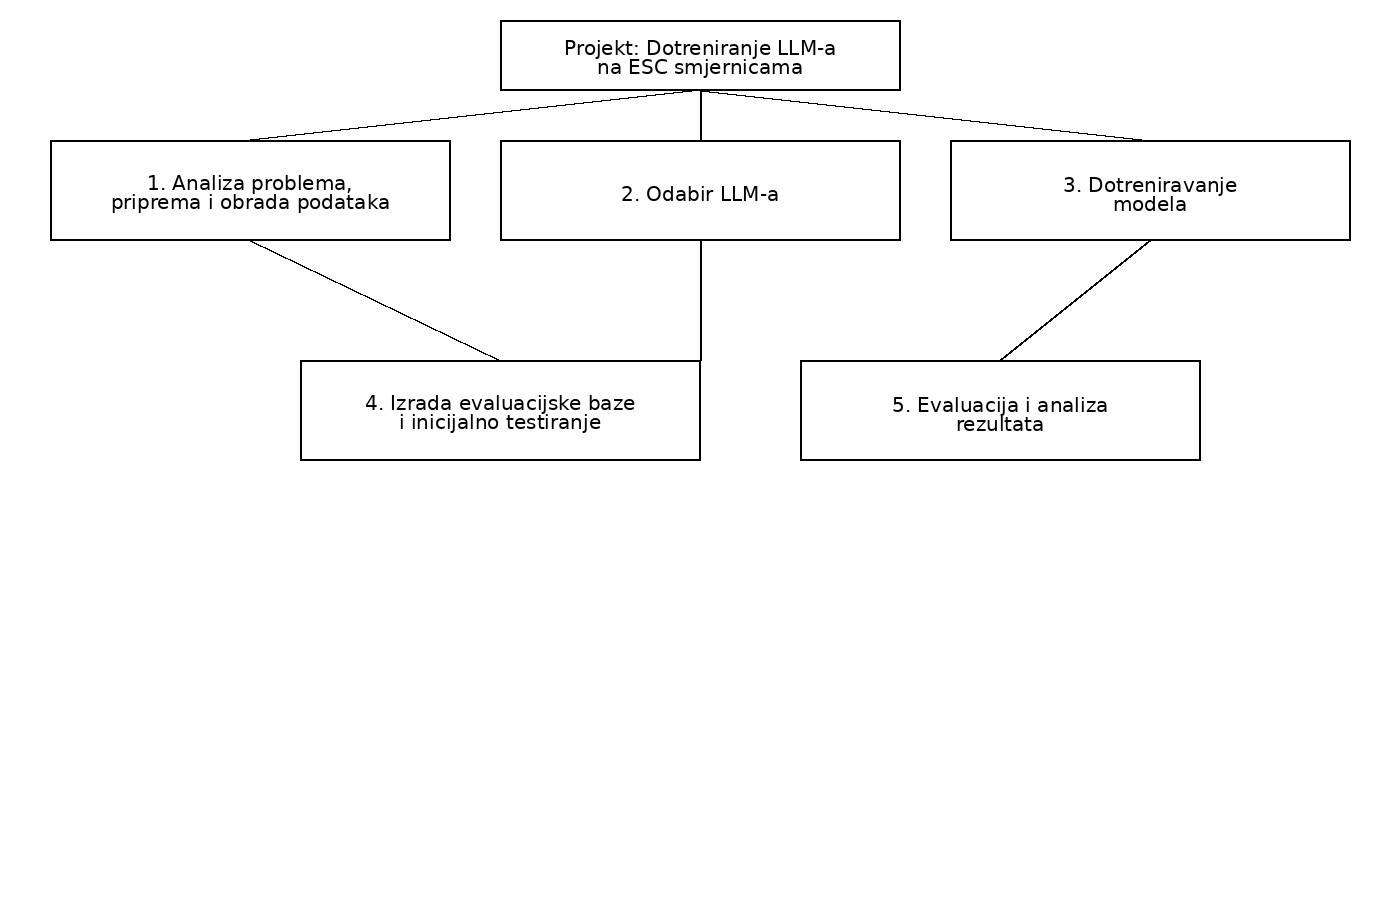 Projekt: Dotreniranje LLM-a
na ESC smjernicama
1. Analiza problema,
priprema i obrada podataka
2. Odabir LLM-a
3. Dotreniravanje
modela
4. Izrada evaluacijske baze
i inicijalno testiranje
5. Evaluacija i analiza
rezultata